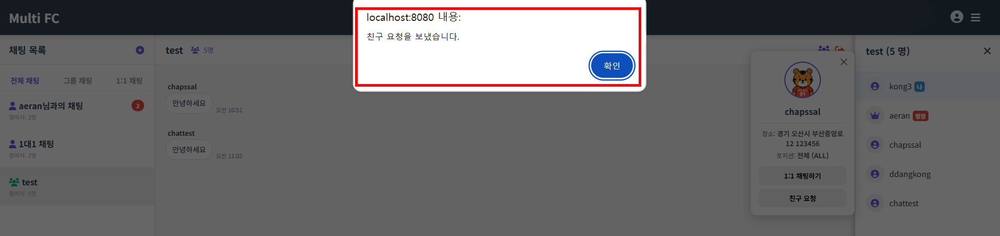 Multi FC
localhost:8080 내용:
친구 요청을 보냈습니다.
확인
채팅 목록
전체 채팅 그룹 채팅 1:1 채팅
aeran님과의 채팅 2
참여자: 2명
1대1 채팅
참여자: 2명
test
참여자: 5명
test 5명
chapssal
안녕하세요 오전 10:51
chattest
안녕하세요 오전 11:02
MULTI FC
01
chapssal
장소: 경기 오산시 부산중앙로
12 123456
포지션: 전체 (ALL)
1:1 채팅하기
친구 요청
test (5 명)
kong3 나
aeran 방장
chapssal
ddangkong
chattest